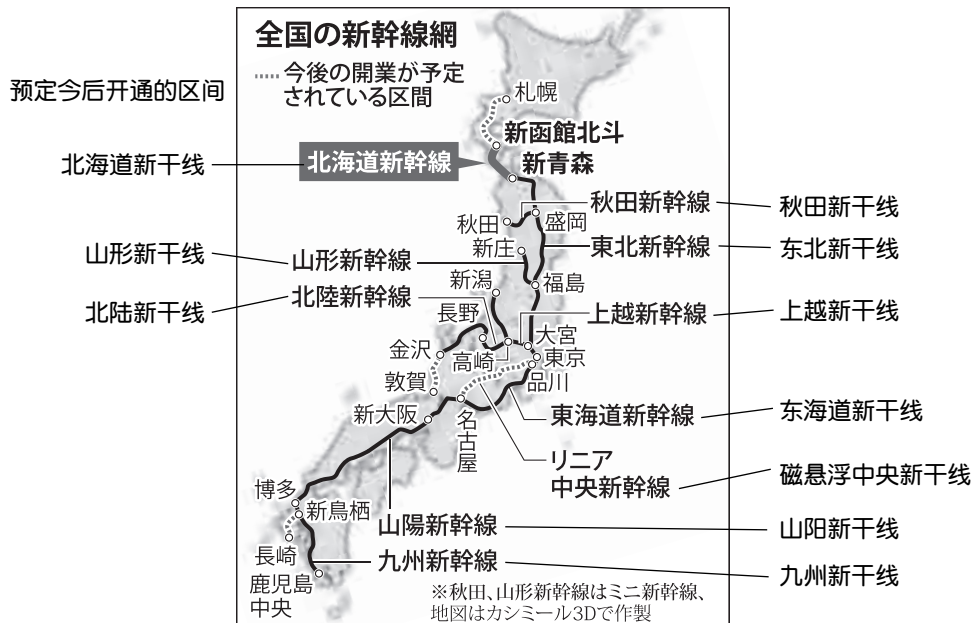 全国の新幹線網
今後の開業が予定
されている区間
预定今后开通的区间
札幌
新函館北斗
北海道新干线
北海道新幹線
新青森
秋田新幹線
秋田新干线
秋田
盛岡
新庄
東北新幹線
东北新干线
山形新干线
山形新幹線
新潟
福島
北陸新幹線
北陆新干线
長野
上越新幹線
上越新干线
大宮
金沢
高崎
東京
敦賀
品川
新大阪
名古屋
東海道新幹線
东海道新干线
リニア
中央新幹線
磁悬浮中央新干线
博多
新鳥栖
山陽新幹線
山阳新干线
長崎
九州新幹線
九州新干线
鹿児島
中央
※秋田、山形新幹線はミニ新幹線、
地図はカシミール3Dで作製